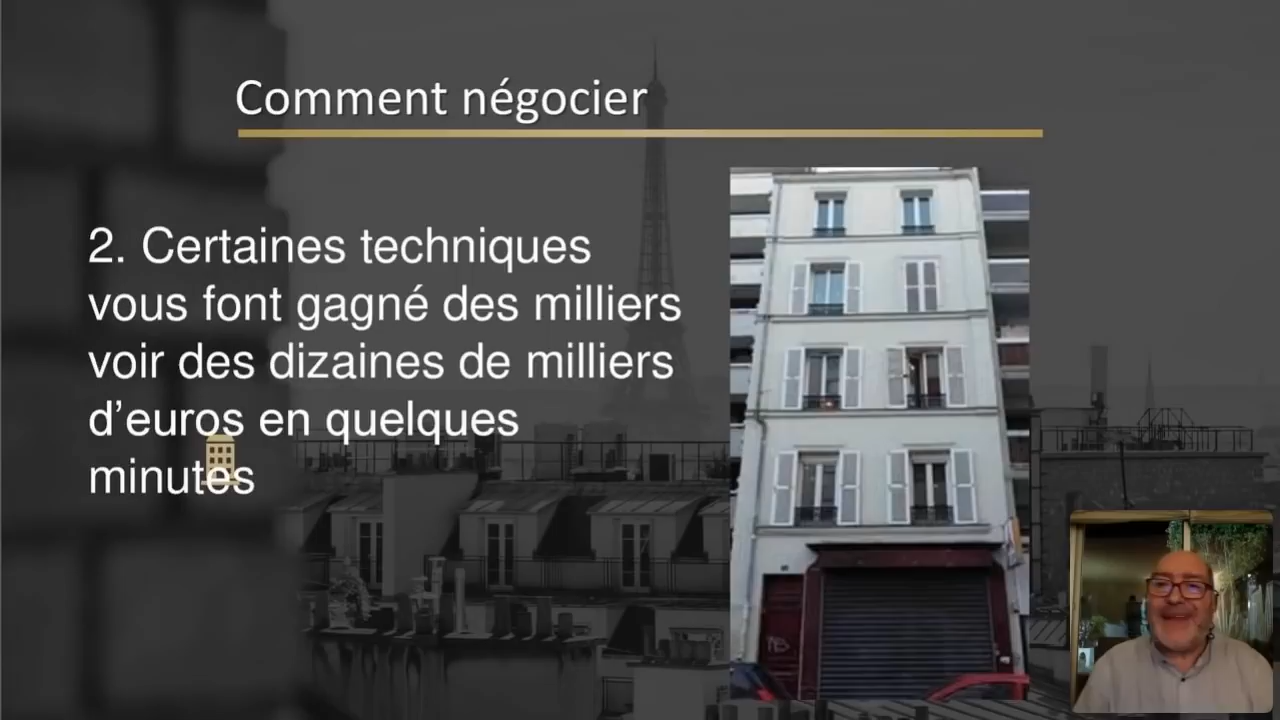 Comment négocier
2. Certaines techniques
vous font gagné des milliers
voir des dizaines de milliers
d’euros en quelques
minutes